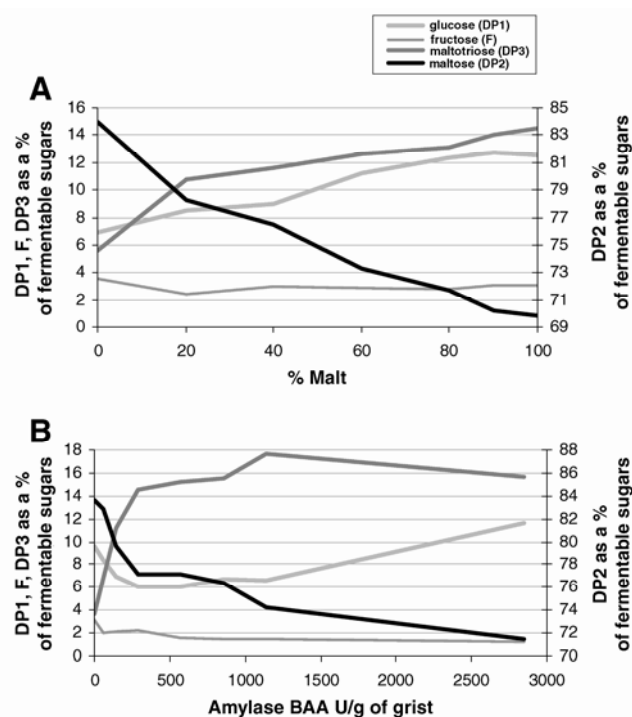 glucose (DP1)
fructose (F)
maltotriose (DP3)
maltose (DP2)
A
16
14
12
10
8
6
4
2
0
DP1, F, DP3 as a %
of fermentable sugars
85
83
81
79
77
75
73
72
71
69
DP2 as a %
of fermentable sugars
0 20 40 60 80 100
% Malt
B
18
16
14
12
10
8
6
4
2
0
DP1, F, DP3 as a %
of fermentable sugars
88
86
84
82
80
78
76
74
72
70
DP2 as a %
of fermentable sugars
0 500 1000 1500 2000 2500 3000
Amylase BAA U/g of grist